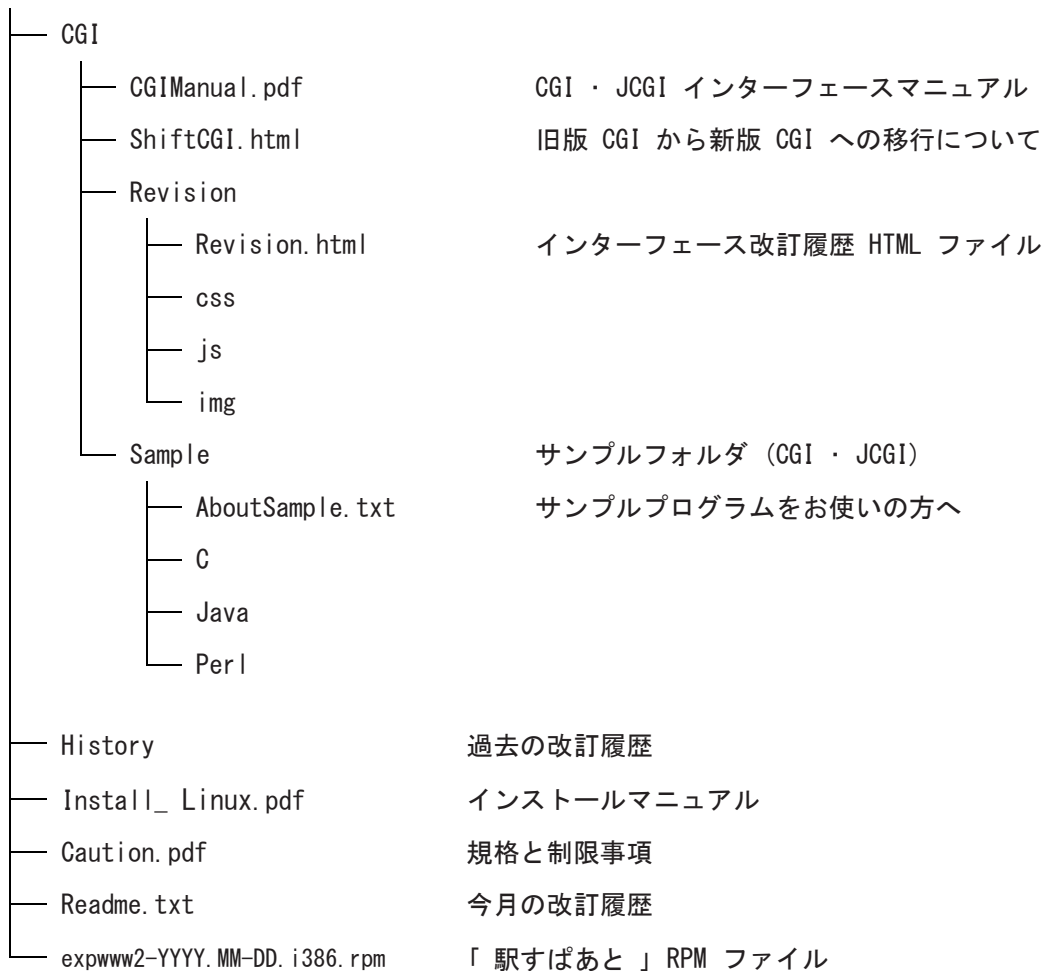 CGI
CGIManual.pdf CGI · JCGI インターフェースマニュアル
ShiftCGI.html 旧版 CGI から新版 CGI への移行について
Revision
Revision.html インターフェース改訂履歴 HTML ファイル
css
js
img
Sample サンプルフォルダ (CGI · JCGI)
AboutSample.txt サンプルプログラムをお使いの方へ
C
Java
Perl
History 過去の改訂履歴
Install_ Linux.pdf インストールマニュアル
Caution.pdf 規格と制限事項
Readme.txt 今月の改訂履歴
expwww2-YYYY.MM-DD.i386.rpm 「 駅すぱあと 」 RPM ファイル